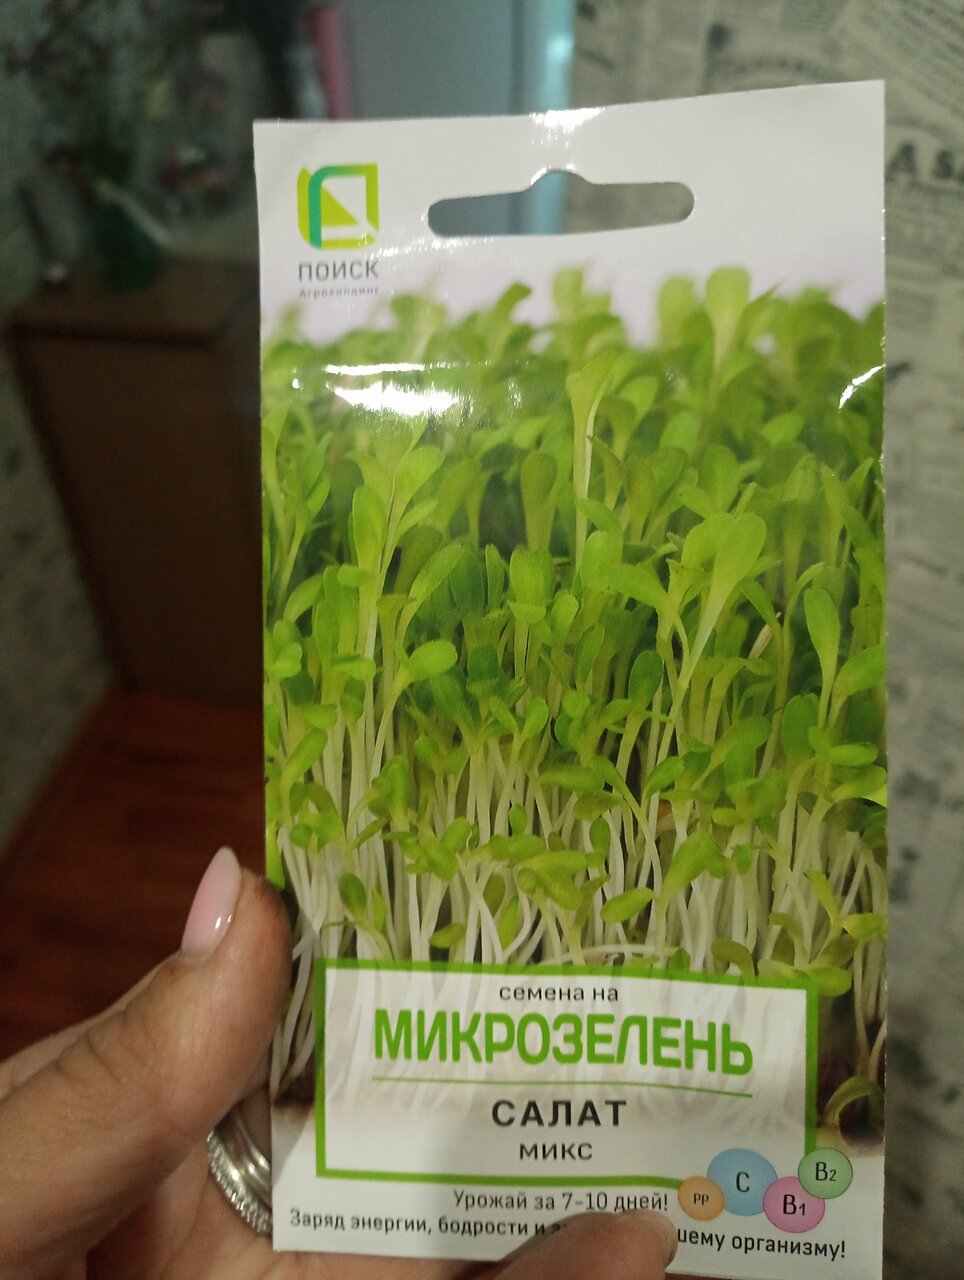 ПОИСК
Агрохолдинг
семена на
МИКРОЗЕЛЕНЬ
САЛАТ
МИКС
Урожай за 7-10 дней!
PP
C
B1
B2
Заряд энергии, бодрости и шему организму!